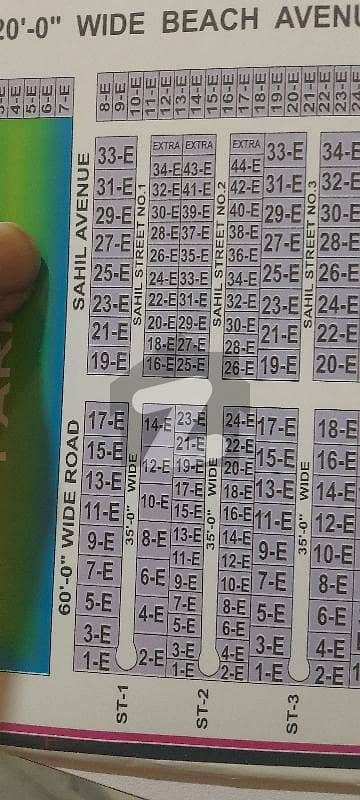 20'-0" WIDE BEACH AVENU
4-E 5-E 6-E 7-E 8-E 9-E 10-E 11-E 12-E 13-E 14-E 15-E 16-E 17-E 18-E 19-E 20-E 21-E 22-E 23-E
SAHIL AVENUE
33-E
31-E
29-E
27-E
25-E
23-E
21-E
19-E
SAHIL STREET NO.1
EXTRA EXTRA
34-E 43-E
32-E 41-E
30-E 39-E
28-E 37-E
26-E 35-E
24-E 33-E
22-E 31-E
20-E 29-E
18-E 27-E
16-E 25-E
SAHIL STREET NO.2
EXTRA
44-E
42-E
40-E
38-E
36-E
34-E
32-E
30-E
28-E
26-E
33-E
31-E
29-E
27-E
25-E
23-E
21-E
19-E
SAHIL STREET NO.3
34-E
32-E
30-E
28-E
26-E
24-E
22-E
20-E
60'-0" WIDE ROAD
17-E
15-E
13-E
11-E
9-E
7-E
5-E
3-E
1-E
35'-0" WIDE
14-E
12-E
10-E
8-E
6-E
4-E
2-E
23-E
21-E
19-E
17-E
15-E
13-E
11-E
9-E
7-E
5-E
3-E
1-E
35'-0" WIDE
24-E
22-E
20-E
18-E
16-E
14-E
12-E
10-E
8-E
6-E
4-E
2-E
17-E
15-E
13-E
11-E
9-E
7-E
5-E
3-E
1-E
35'-0" WIDE
18-E
16-E
14-E
12-E
10-E
8-E
6-E
4-E
2-E
ST-1
ST-2
ST-3